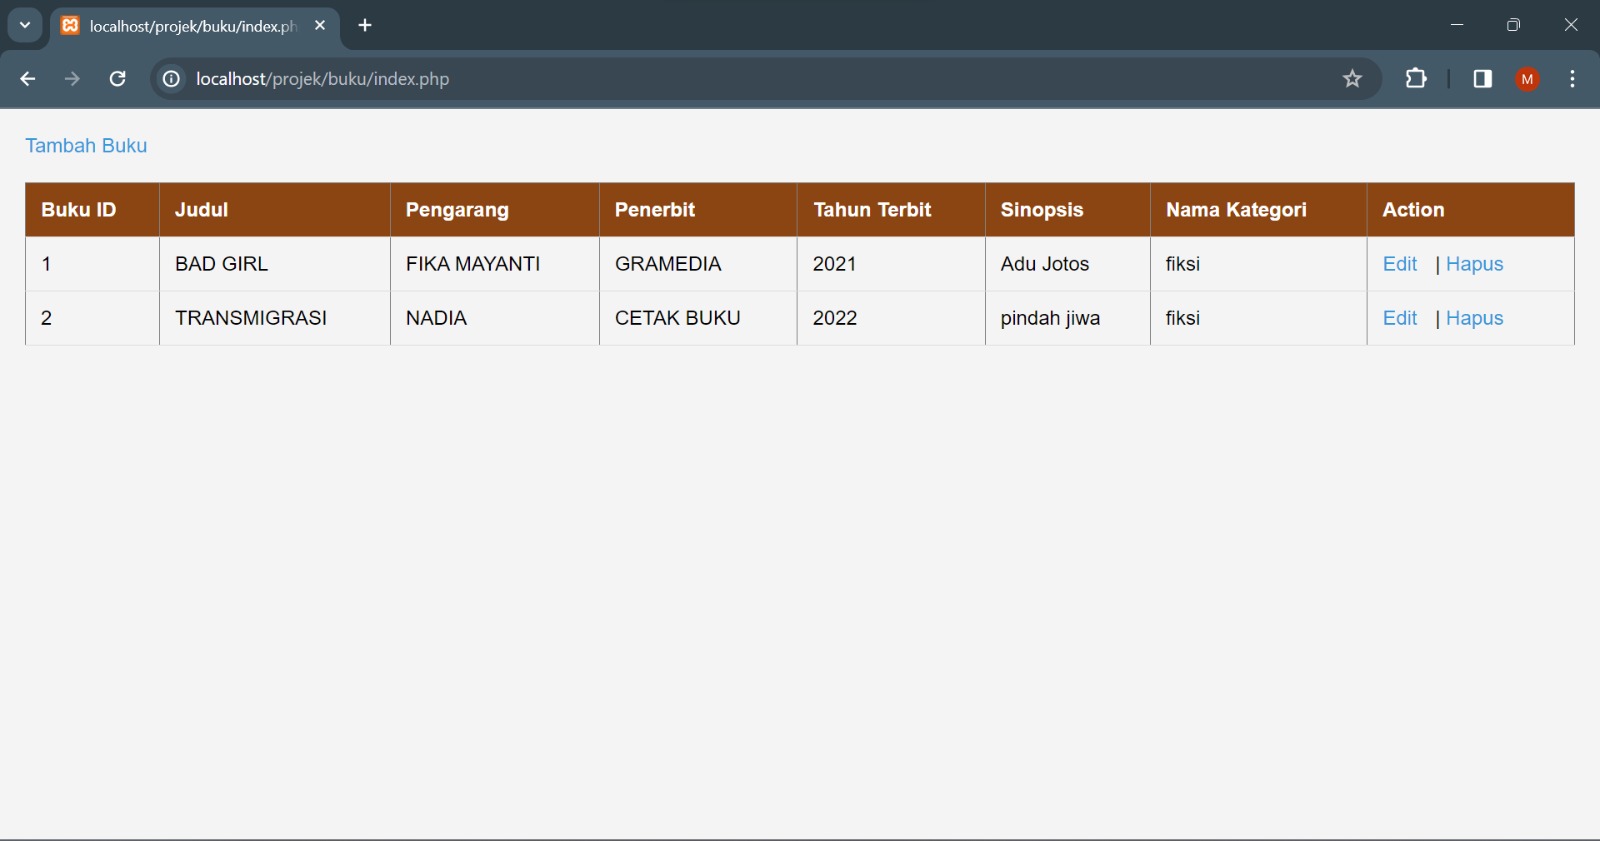 localhost/projek/buku/index.ph
localhost/projek/buku/index.php
M
Tambah Buku
Buku ID Judul Pengarang Penerbit Tahun Terbit Sinopsis Nama Kategori Action
1 BAD GIRL FIKA MAYANTI GRAMEDIA 2021 Adu Jotos fiksi Edit | Hapus
2 TRANSMIGRASI NADIA CETAK BUKU 2022 pindah jiwa fiksi Edit | Hapus